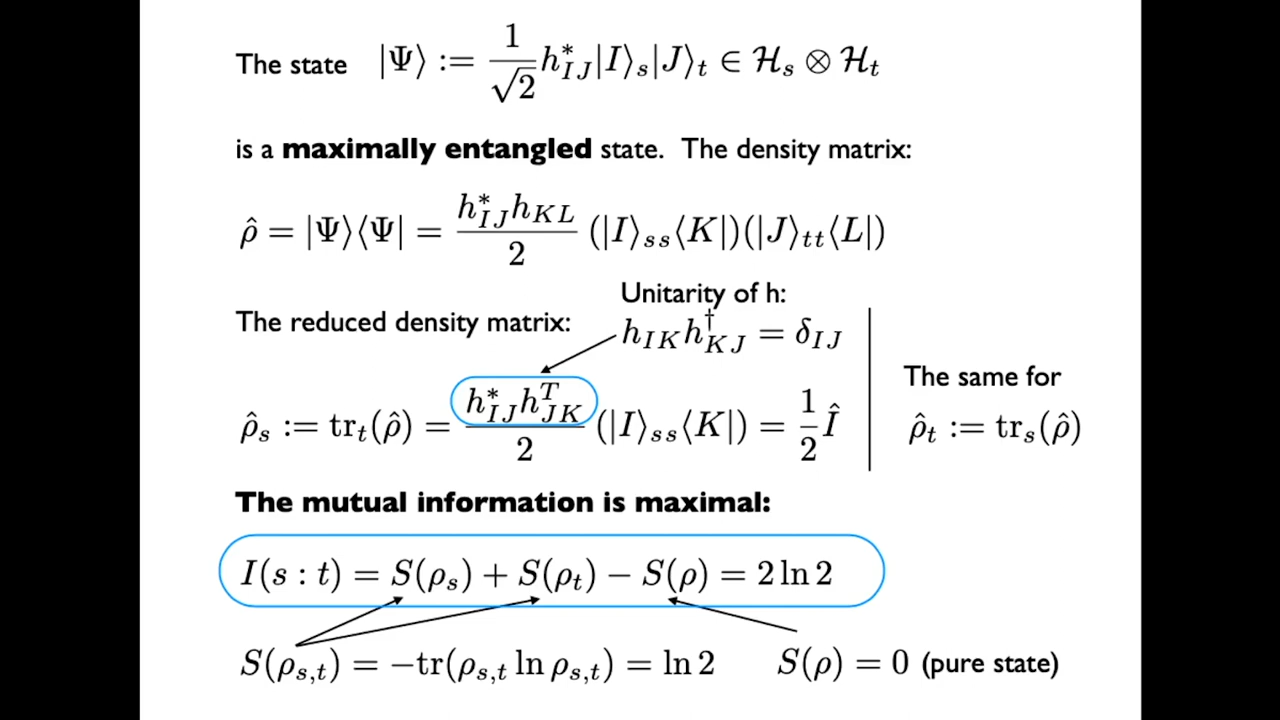 The state |Ψ⟩ := 1/√2 h*_{IJ}|I⟩_s|J⟩_t ∈ ℋ_s ⊗ ℋ_t
is a maximally entangled state. The density matrix:
ρ̂ = |Ψ⟩⟨Ψ| = h*_{IJ}h_{KL}/2 (|I⟩_{ss}⟨K|)(|J⟩_{tt}⟨L|)
Unitarity of h:
The reduced density matrix: h_{IK}h†_{KJ} = δ_{IJ}
The same for
ρ̂_s := tr_t(ρ̂) = h*_{IJ}h^T_{JK}/2 (|I⟩_{ss}⟨K|) = 1/2 Î
ρ̂_t := tr_s(ρ̂)
The mutual information is maximal:
I(s : t) = S(ρ_s) + S(ρ_t) − S(ρ) = 2 ln 2
S(ρ_{s,t}) = −tr(ρ_{s,t} ln ρ_{s,t}) = ln 2 S(ρ) = 0 (pure state)